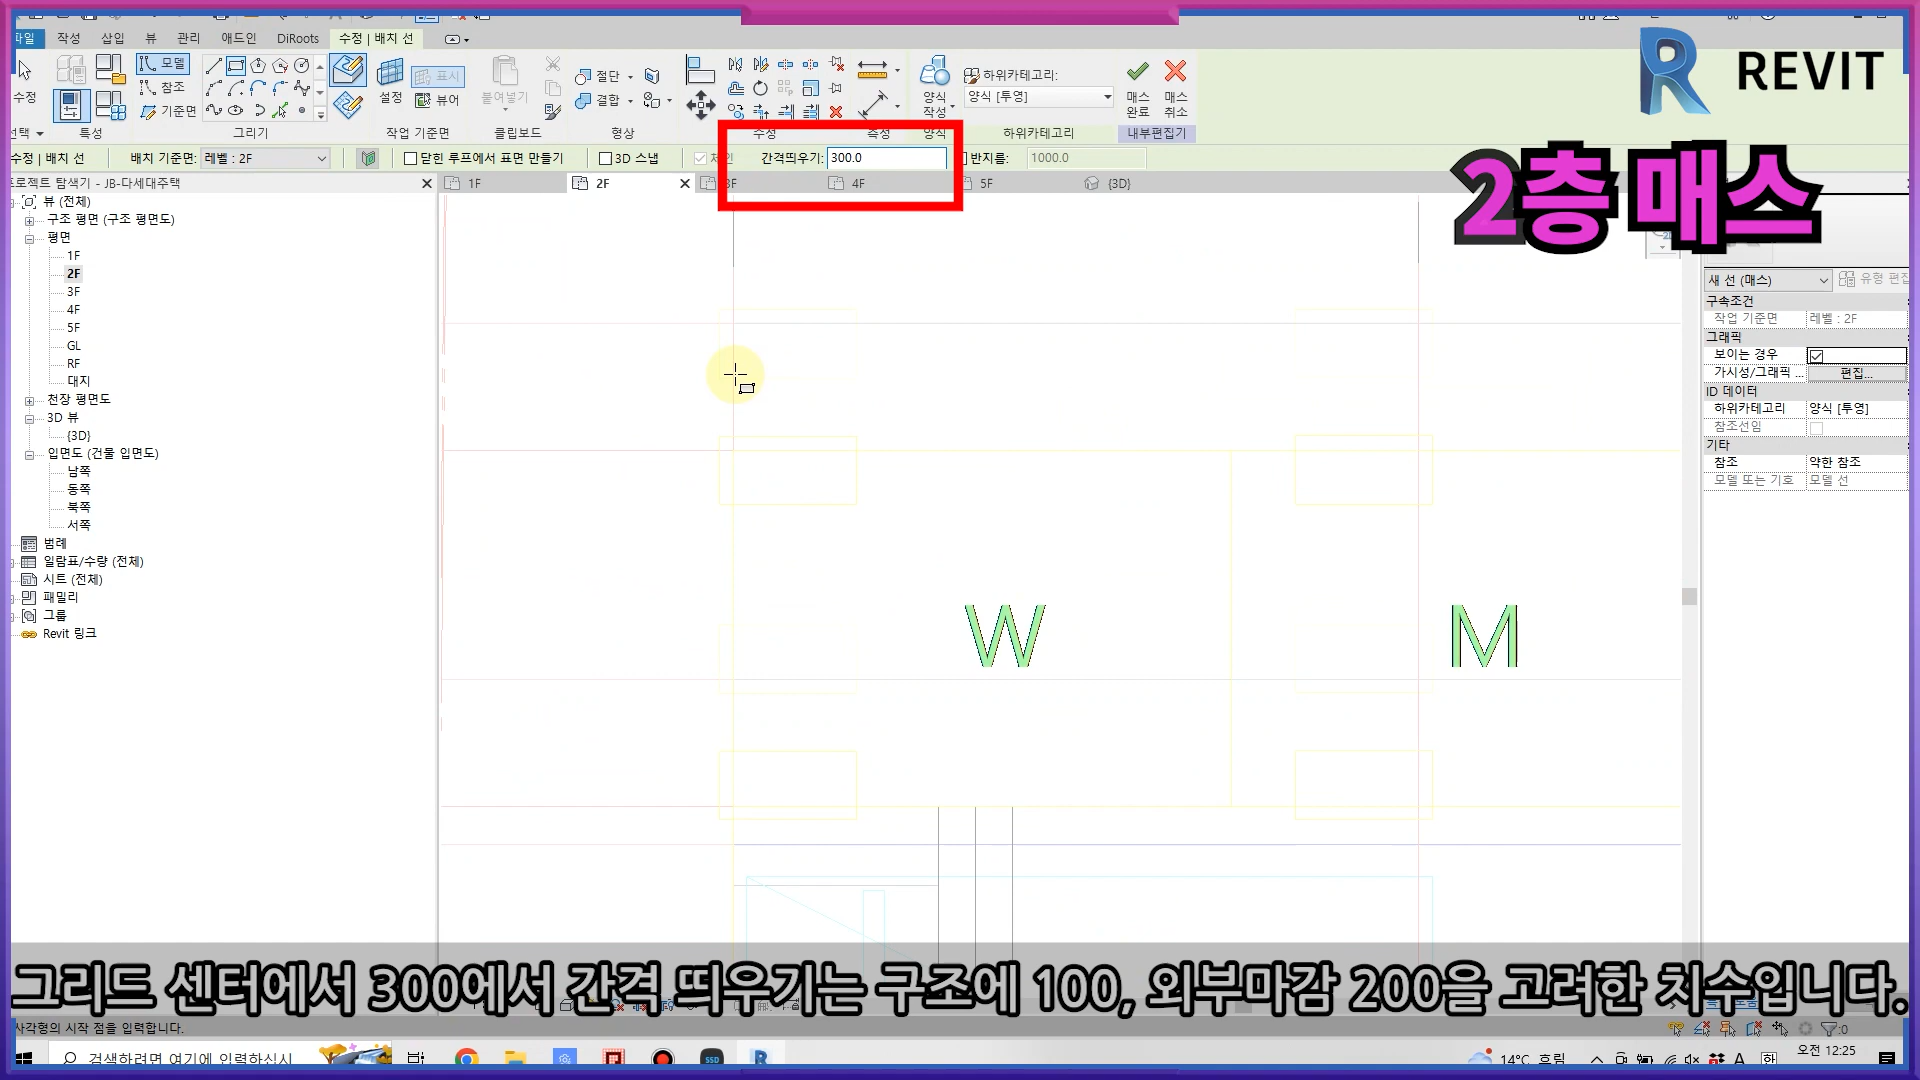 파일 작성 삽입 뷰 관리 애드인 DiRoots 수정 | 배치 선
REVIT
수정
모델
참조
기준면
설정
표시
뷰어
붙여넣기
절단
결합
양식
작성
하위카테고리:
양식 [투영]
매스
완료
매스
취소
선택 특성 그리기 작업 기준면 클립보드 형상 수정 측정 양식 하위카테고리 내부편집기
수정 | 배치 선 배치 기준면: 레벨 : 2F 닫힌 루프에서 표면 만들기 3D 스냅 체인 간격띄우기: 300.0 반지름: 1000.0
프로젝트 탐색기 - JB-다세대주택
1F 2F 3F 4F 5F {3D}
2층 매스
뷰 (전체)
구조 평면 (구조 평면도)
평면
1F
2F
3F
4F
5F
GL
RF
대지
천장 평면도
3D 뷰
{3D}
입면도 (건물 입면도)
남쪽
동쪽
북쪽
서쪽
범례
일람표/수량 (전체)
시트 (전체)
패밀리
그룹
Revit 링크
W M
새 선 (매스) 유형 편집
구속조건
작업 기준면 레벨 : 2F
그래픽
보이는 경우
가시성/그래픽 ... 편집...
ID 데이터
하위카테고리 양식 [투영]
참조선임
기타
참조 약한 참조
모델 또는 기호 모델 선
그리드 센터에서 300에서 간격 띄우기는 구조에 100, 외부마감 200을 고려한 치수입니다.
사각형의 시작 점을 입력합니다.
:0
검색하려면 여기에 입력하십시
SSD
14°C 흐림
A
한
오전 12:25